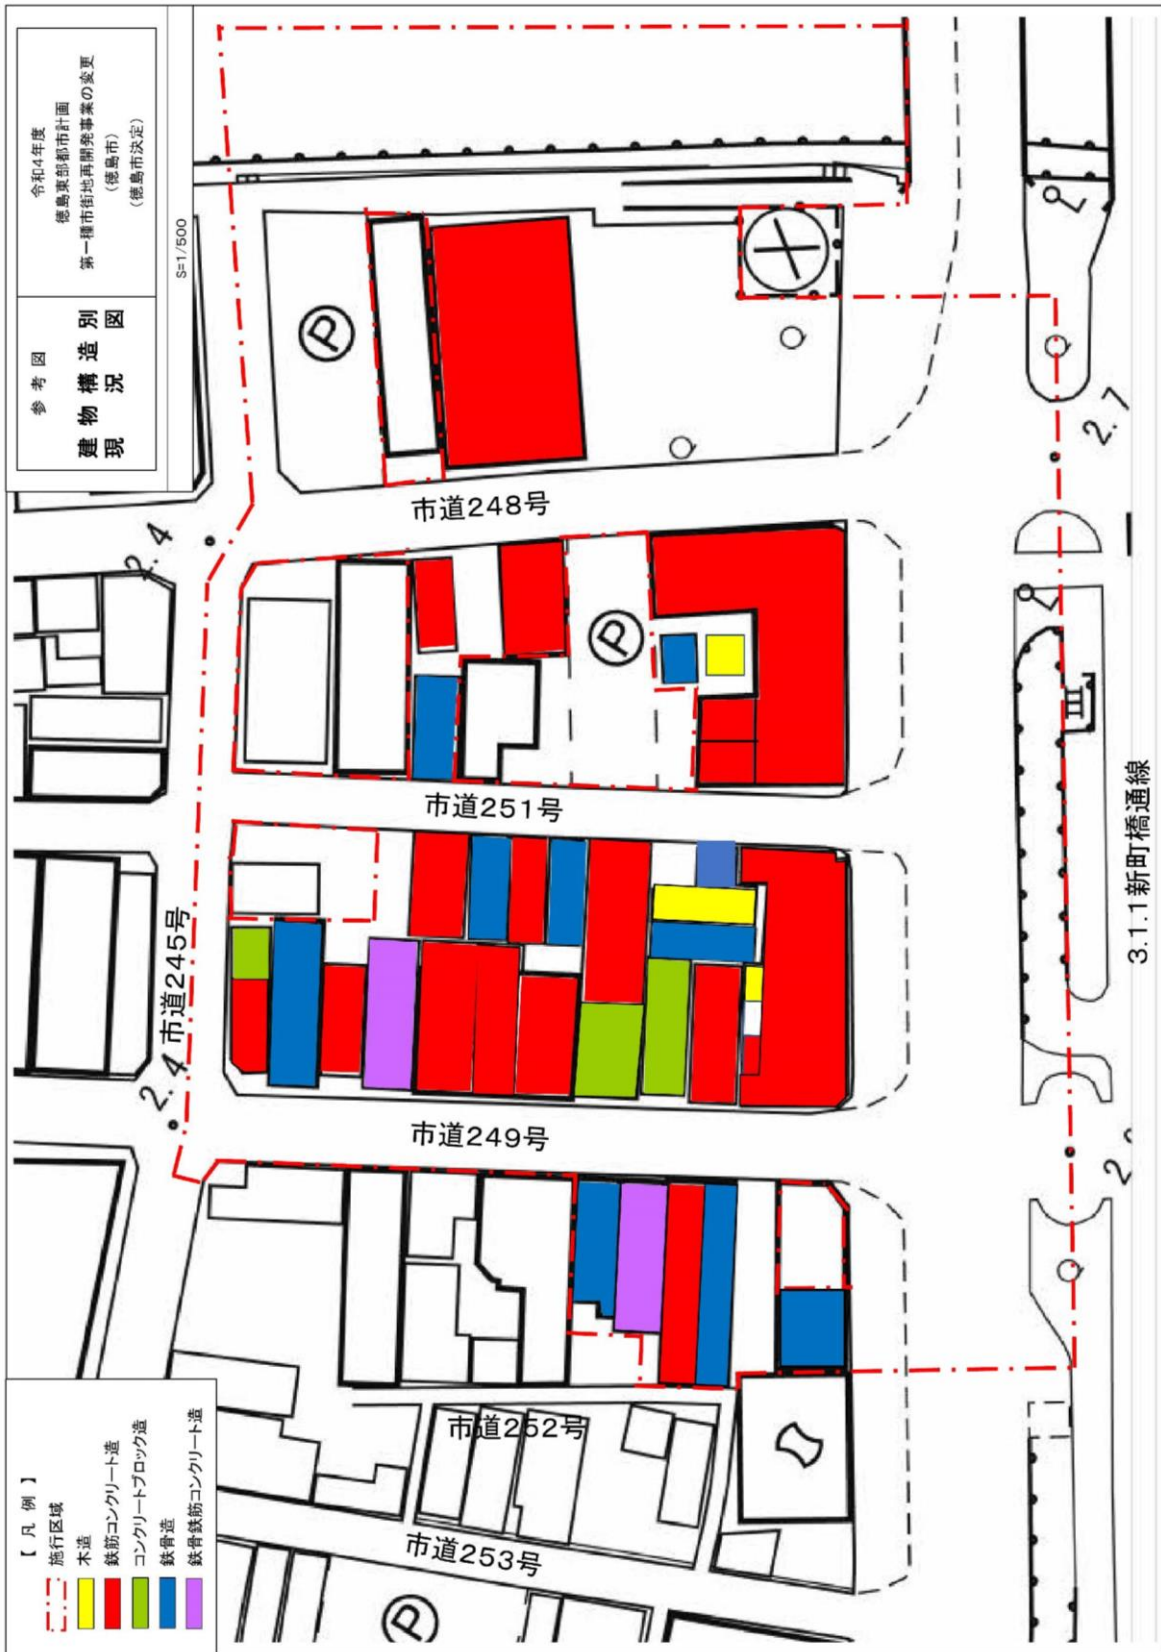 参考図
建物構造別
現況図
令和4年度
徳島東部都市計画
第一種市街地再開発事業の変更
(徳島市)
(徳島市決定)
S=1/500
P
市道248号
2.7
2.4
P
市道251号
市道245号
2.4
3.1.1新町橋通線
市道249号
市道252号
市道253号
P
【凡例】
施行区域
木造
鉄筋コンクリート造
コンクリートブロック造
鉄骨造
鉄骨鉄筋コンクリート造